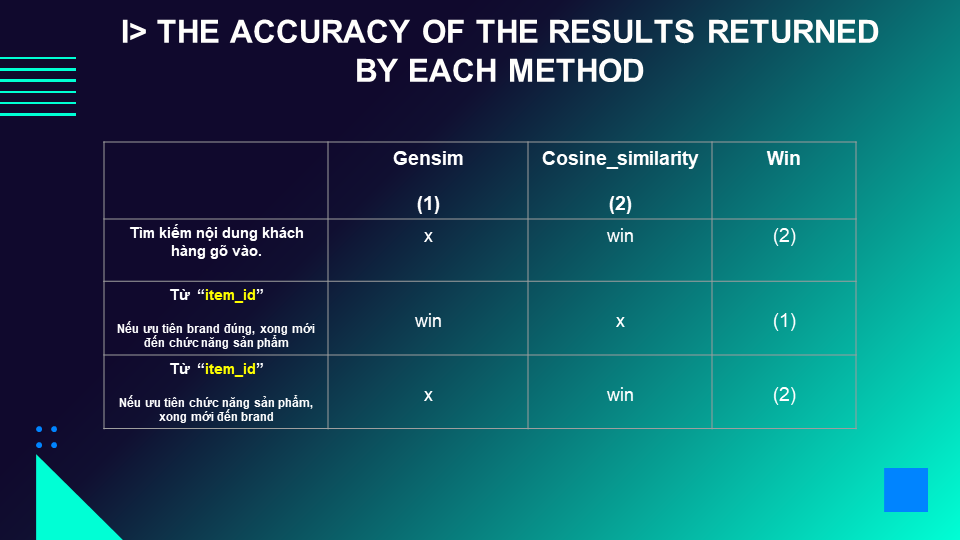 I> THE ACCURACY OF THE RESULTS RETURNED
BY EACH METHOD
Gensim
(1)
Cosine_similarity
(2)
Win
Tìm kiếm nội dung khách
hàng gõ vào.
x
win
(2)
Từ “item_id”
Nếu ưu tiên brand đúng, xong mới
đến chức năng sản phẩm
win
x
(1)
Từ “item_id”
Nếu ưu tiên chức năng sản phẩm,
xong mới đến brand
x
win
(2)